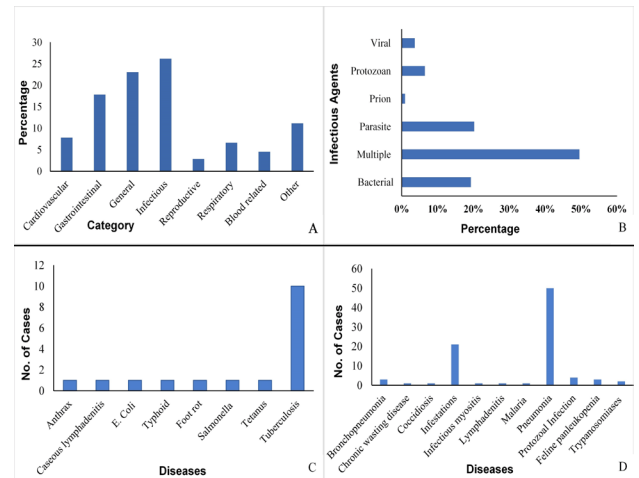 30
25
20
15
10
5
0
Percentage
Cardiovascular
Gastrointestinal
General
Infectious
Reproductive
Respiratory
Blood related
Other
Category
A
Infectious Agents
Viral
Protozoan
Prion
Parasite
Multiple
Bacterial
0% 10% 20% 30% 40% 50% 60%
Percentage
B
12
10
8
6
4
2
0
No. of Cases
Anthrax
Caseous lymphadenitis
E. Coli
Typhoid
Foot rot
Salmonella
Tetanus
Tuberculosis
Diseases
C
60
50
40
30
20
10
0
No. of Cases
Bronchopneumonia
Chronic wasting disease
Coccidiosis
Infestations
Infectious myositis
Lymphadenitis
Malaria
Pneumonia
Protozoal Infection
Feline panleukopenia
Trypanosomiases
Diseases
D